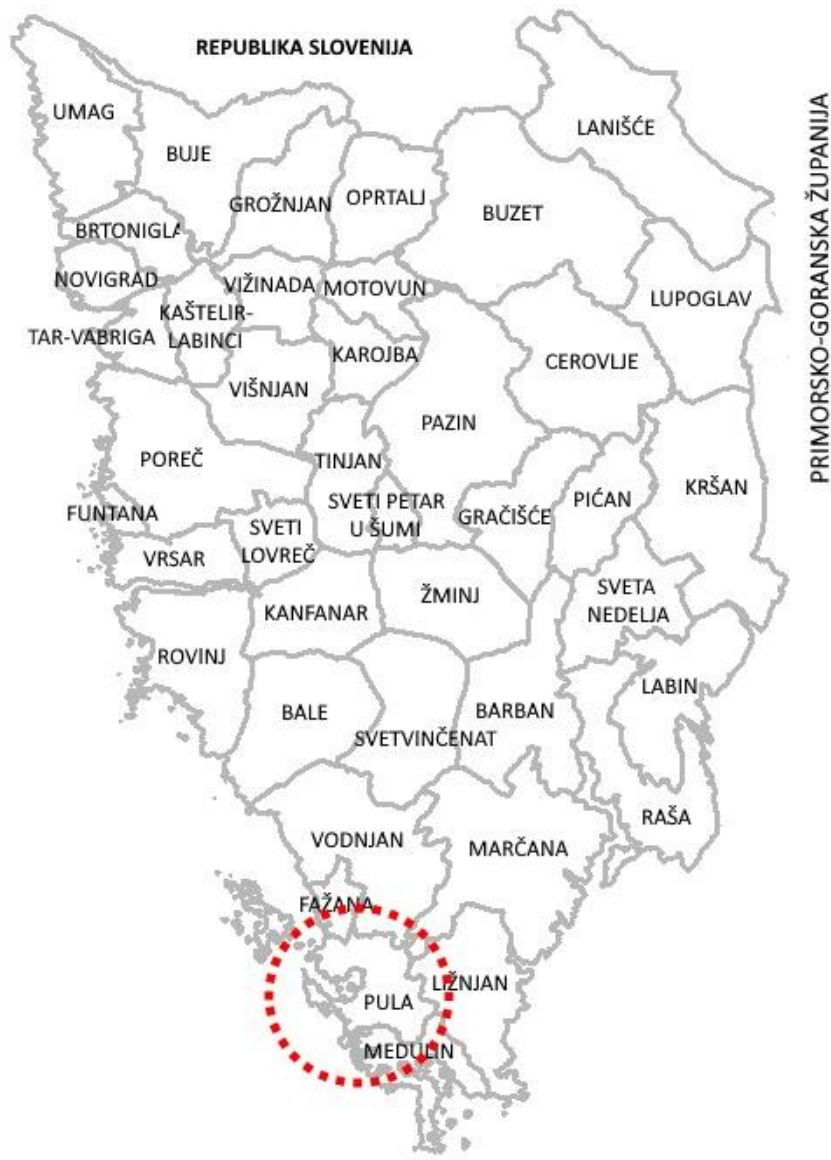 REPUBLIKA SLOVENIJA
PRIMORSKO-GORANSKA ŽUPANIJA
UMAG
BUJE
LANIŠĆE
GROŽNJAN
OPRTALJ
BUZET
BRTONIGLA
NOVIGRAD
VIŽINADA
MOTOVUN
LUPOGLAV
KAŠTELIR-
LABINCI
TAR-VABRIGA
KAROJBA
CEROVLJE
VIŠNJAN
PAZIN
POREČ
TINJAN
KRŠAN
PIĆAN
SVETI PETAR
U ŠUMI
GRAČIŠĆE
FUNTANA
SVETI
LOVREČ
VRSAR
SVETA
NEDELJA
KANFANAR
ŽMINJ
ROVINJ
LABIN
BALE
BARBAN
SVETVINČENAT
RAŠA
VODNJAN
MARČANA
FAŽANA
LIŽNJAN
PULA
MEDULIN